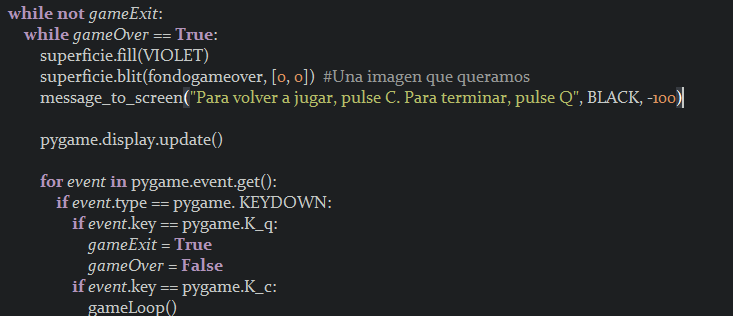 while not gameExit:
while gameOver == True:
superficie.fill(VIOLET)
superficie.blit(fondogameover, [0, 0]) #Una imagen que queramos
message_to_screen("Para volver a jugar, pulse C. Para terminar, pulse Q", BLACK, -100)
pygame.display.update()
for event in pygame.event.get():
if event.type == pygame. KEYDOWN:
if event.key == pygame.K_q:
gameExit = True
gameOver = False
if event.key == pygame.K_c:
gameLoop()